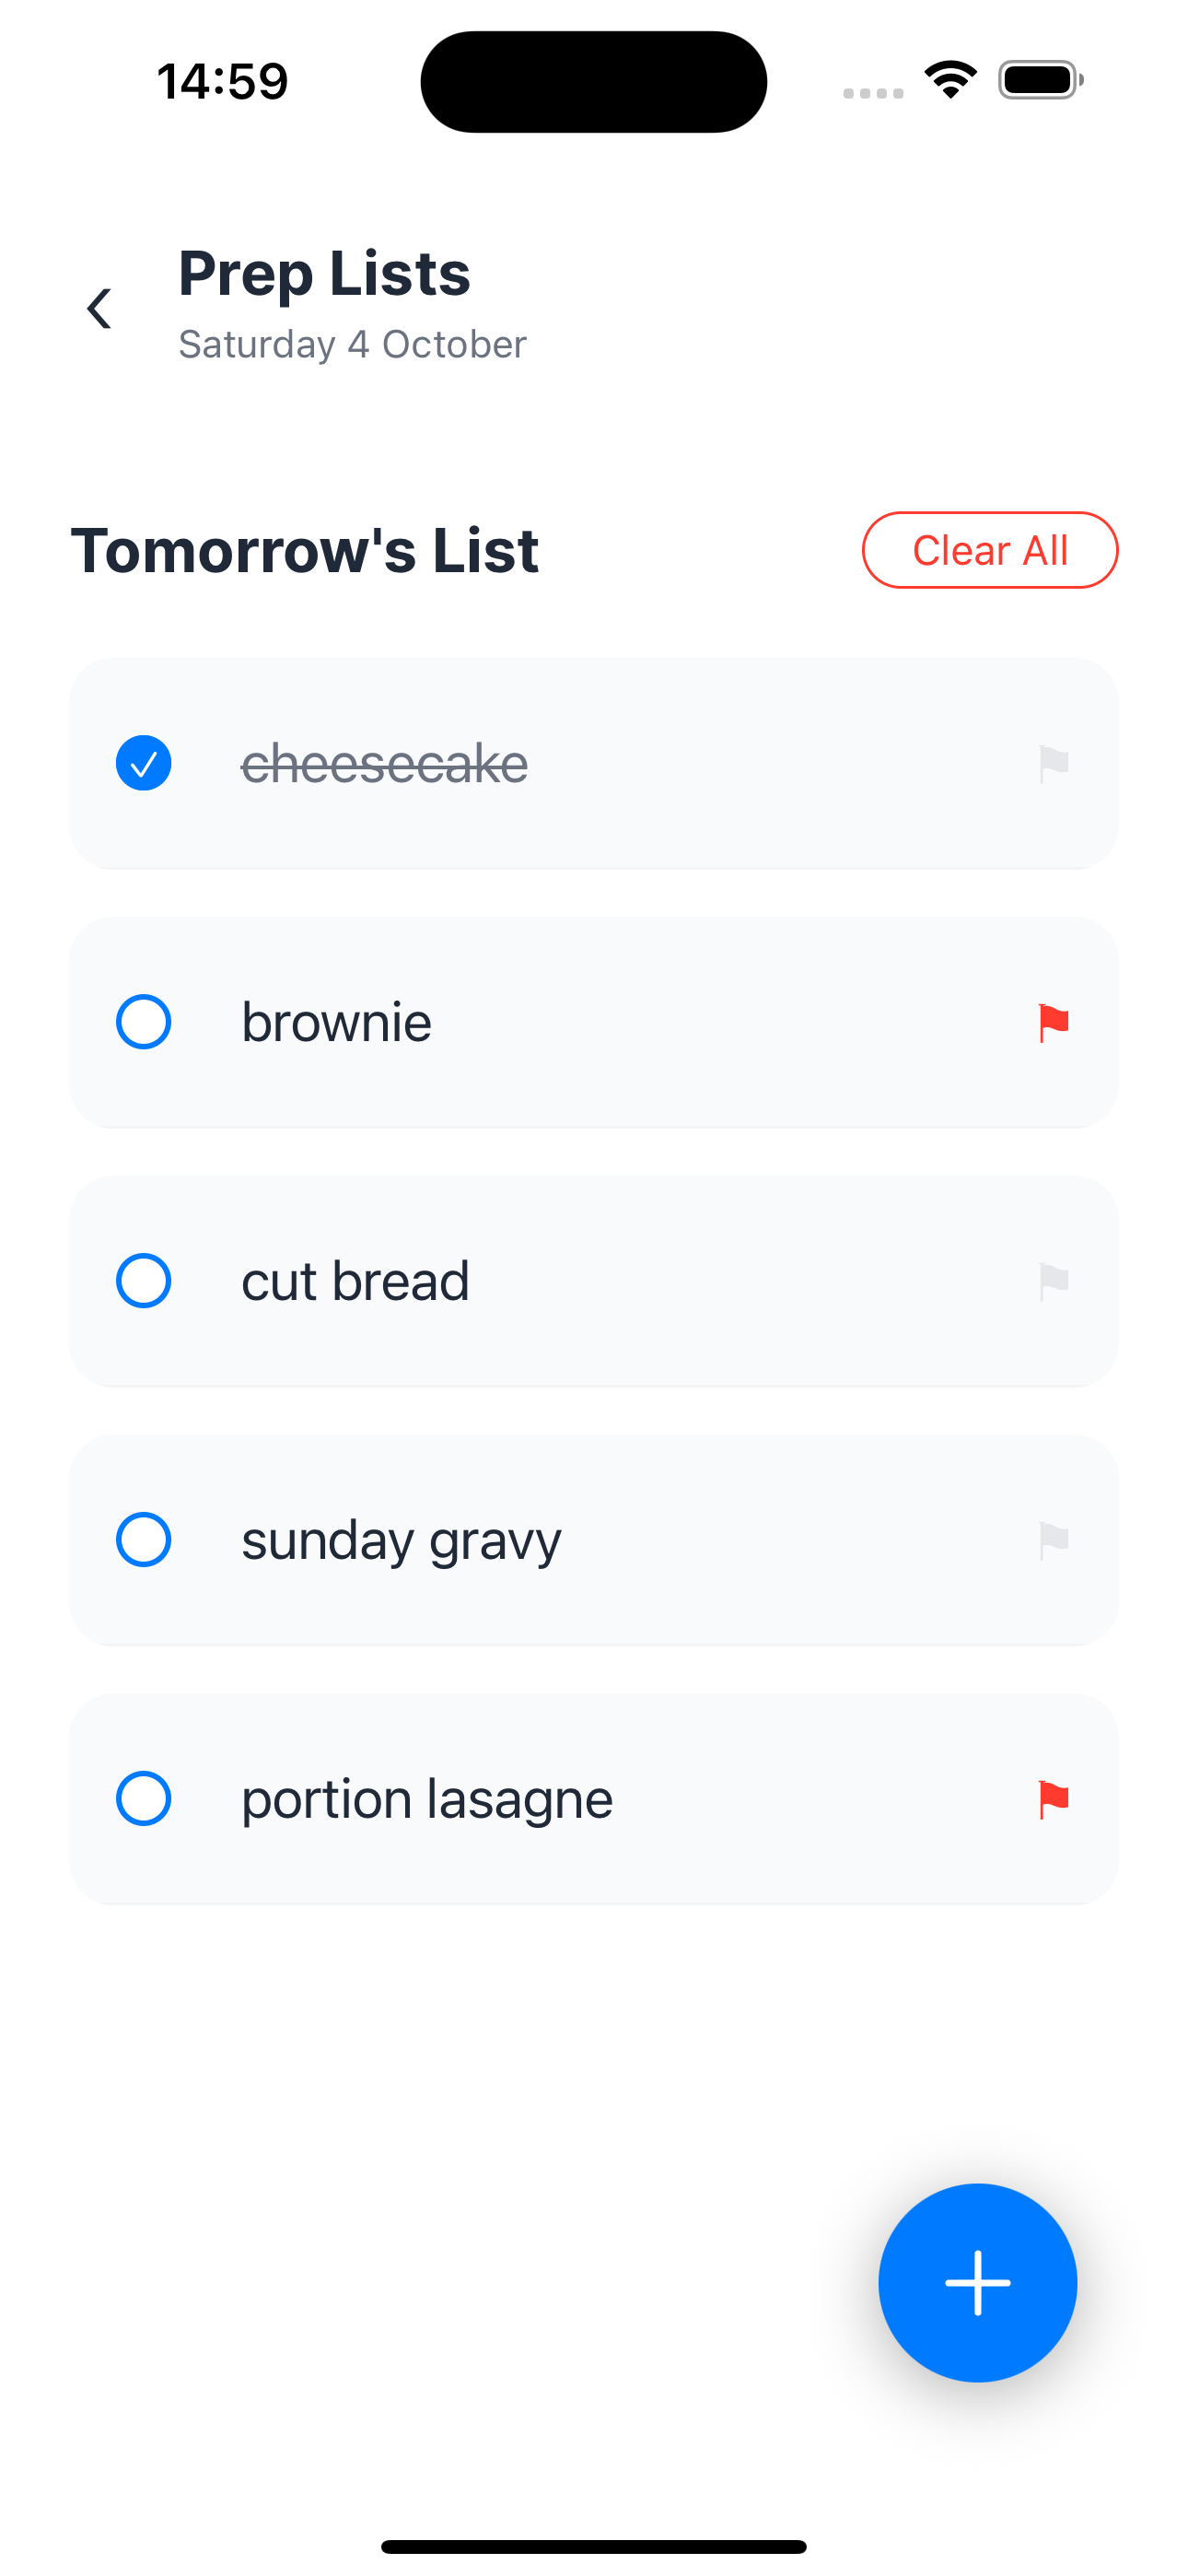 14:59
Prep Lists
Saturday 4 October
Tomorrow's List
Clear All
cheesecake
brownie
cut bread
sunday gravy
portion lasagne